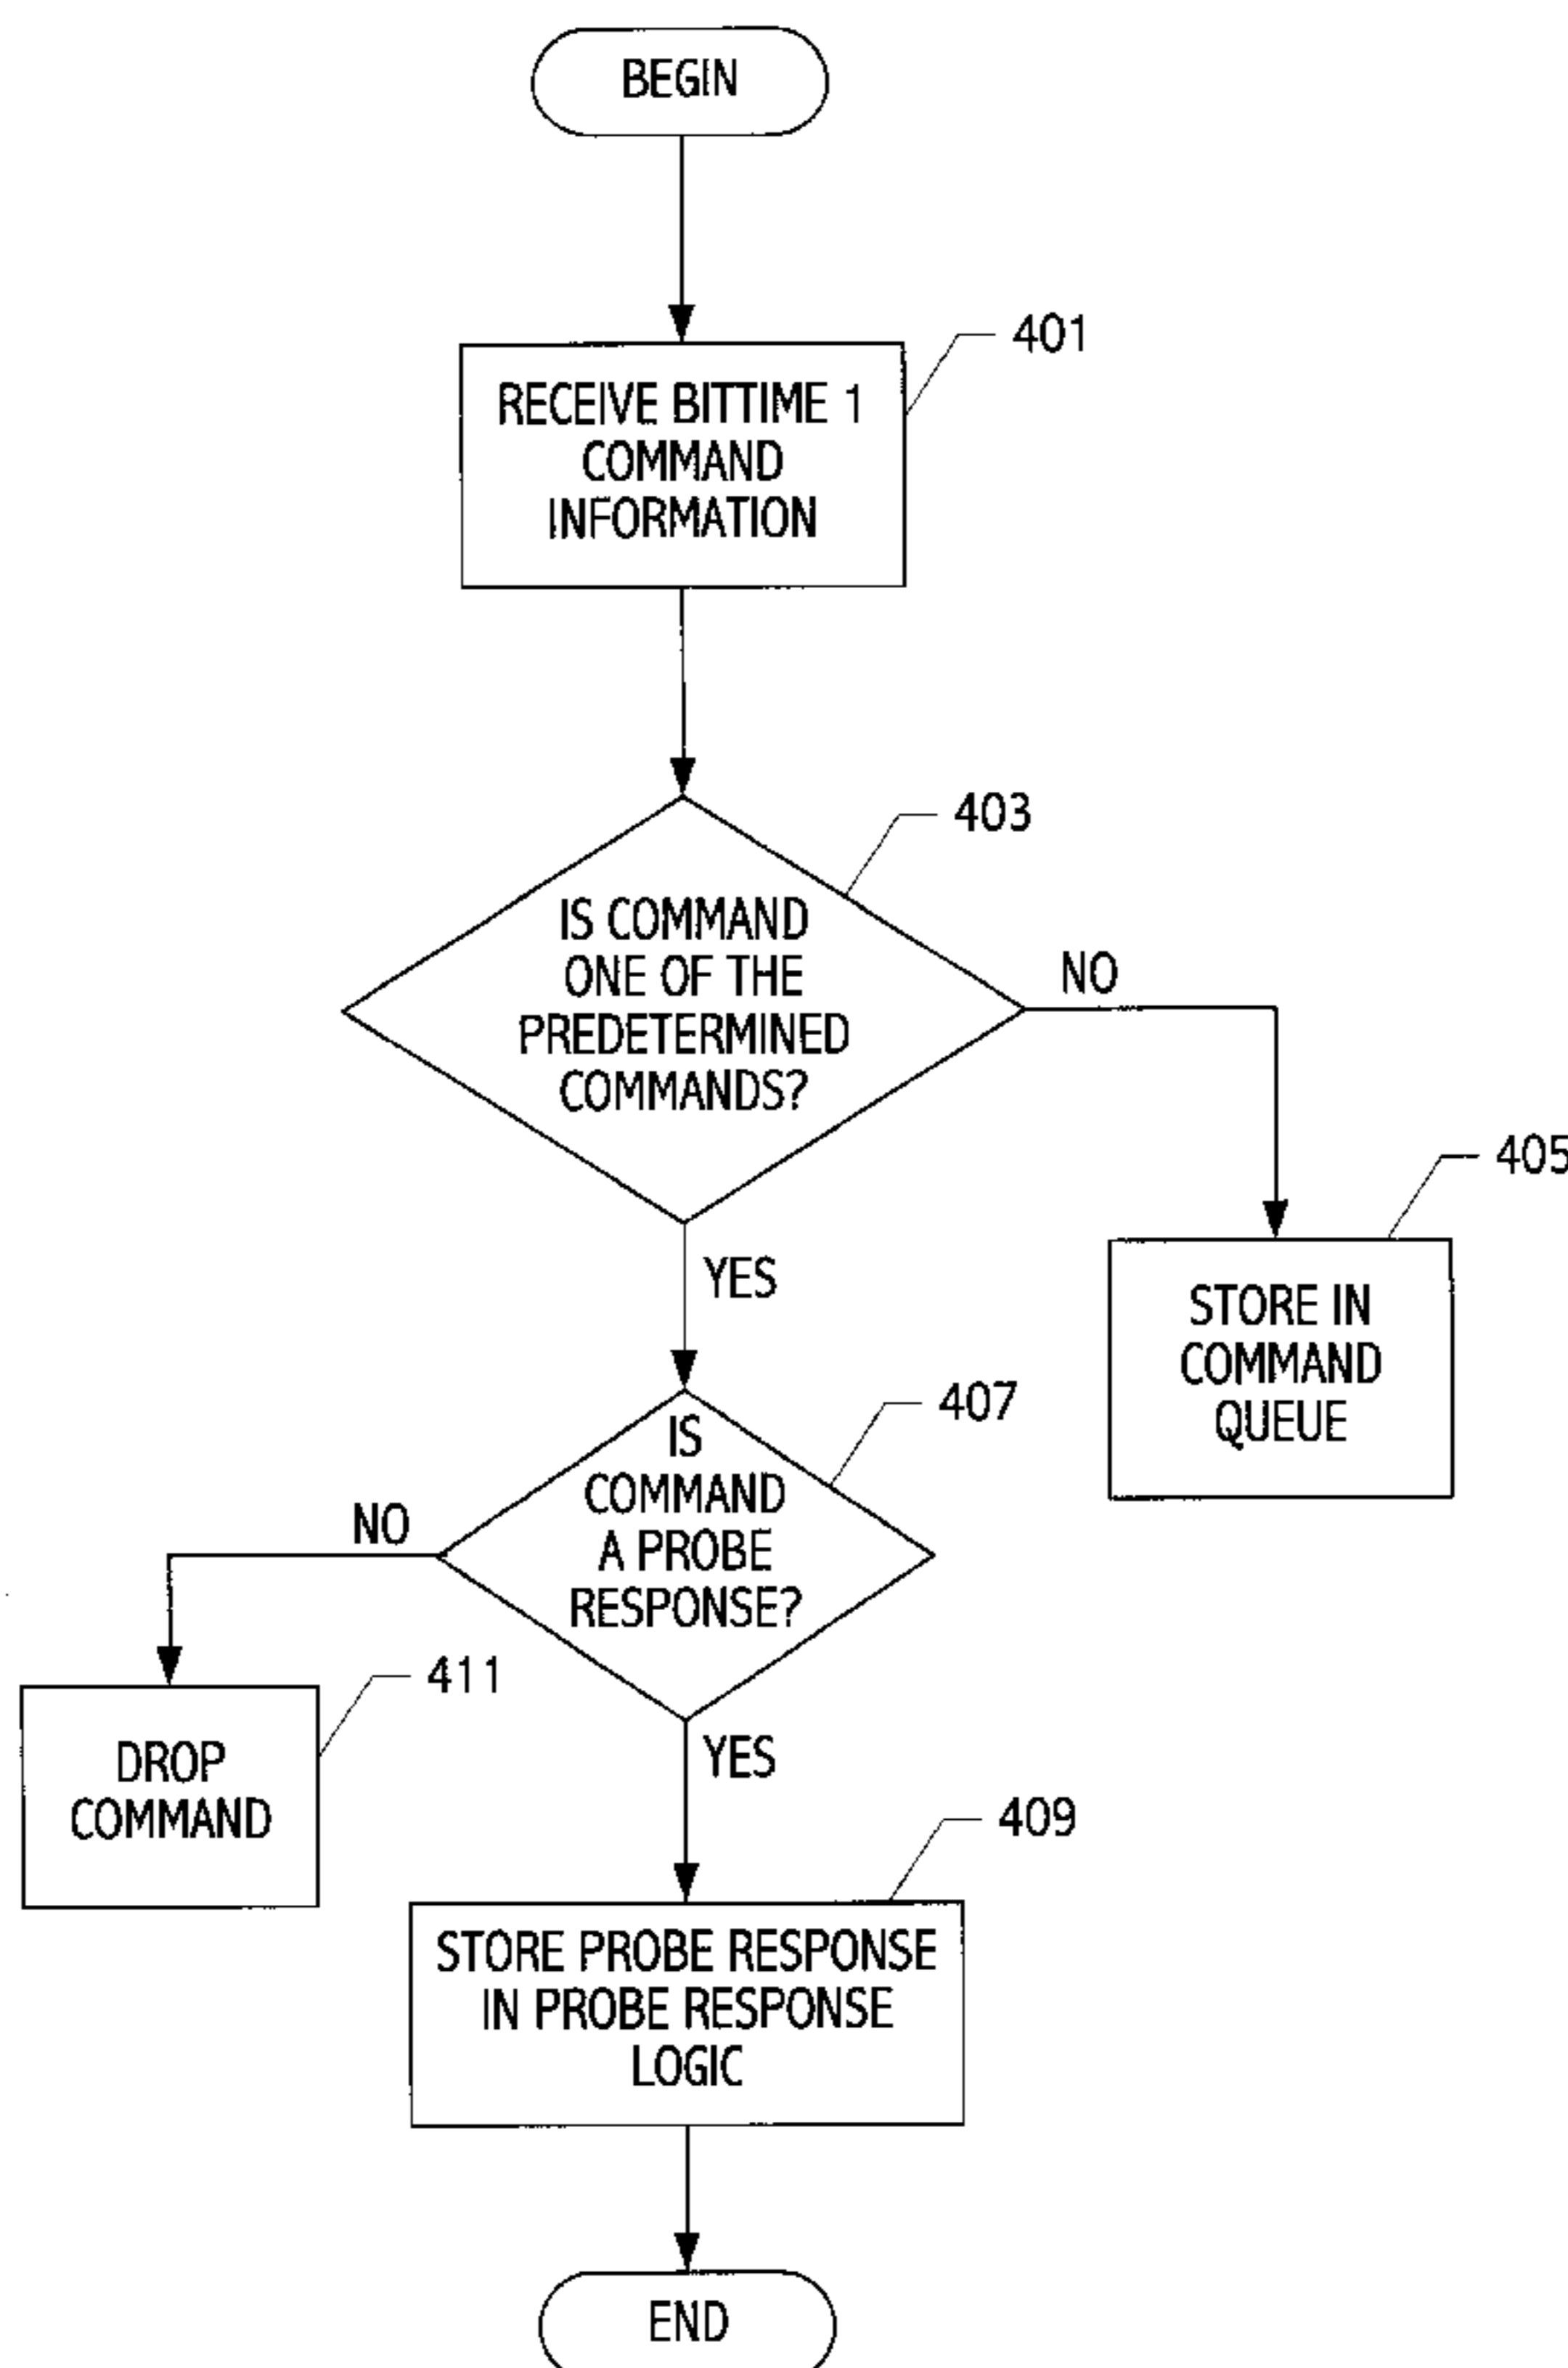 BEGIN
401
RECEIVE BITTIME 1
COMMAND
INFORMATION
403
IS COMMAND
ONE OF THE
PREDETERMINED
COMMANDS?
NO
405
YES
STORE IN
COMMAND
QUEUE
407
IS
COMMAND
A PROBE
RESPONSE?
NO
411
DROP
COMMAND
YES
409
STORE PROBE RESPONSE
IN PROBE RESPONSE
LOGIC
END